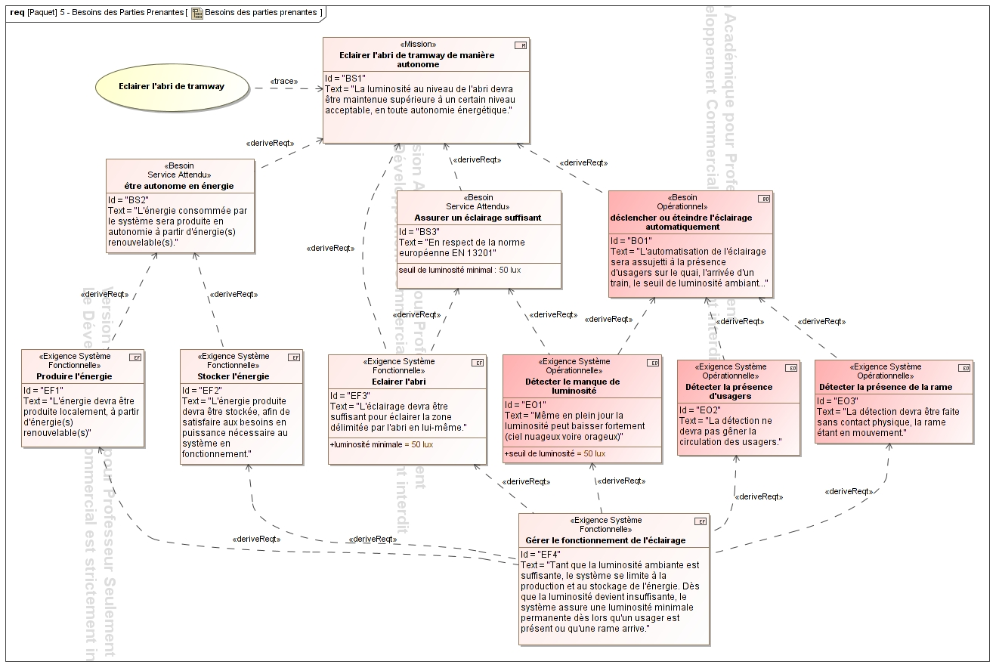 req [Paquet] 5 - Besoins des Parties Prenantes [ Besoins des parties prenantes ]
«Mission»
Eclairer l'abri de tramway de manière
autonome
Id = "BS1"
Text = "La luminosité au niveau de l'abri devra
être maintenue supérieure à un certain niveau
acceptable, en toute autonomie énergétique."
Eclairer l'abri de tramway
«trace»
«deriveReqt»
«deriveReqt»
«deriveReqt»
«deriveReqt»
«Besoin
Service Attendu»
être autonome en énergie
Id = "BS2"
Text = "L'énergie consommée par
le système sera produite en
autonomie à partir d'énergie(s)
renouvelable(s)."
«Besoin
Service Attendu»
Assurer un éclairage suffisant
Id = "BS3"
Text = "En respect de la norme
européenne EN 13201"
seuil de luminosité minimal : 50 lux
«Besoin
Opérationnel»
BO
déclencher ou éteindre l'éclairage
automatiquement
Id = "BO1"
Text = "L'automatisation de l'éclairage
sera assujetti à la présence
d'usagers sur le quai, l'arrivée d'un
train, le seuil de luminosité ambiant..."
«deriveReqt»
«deriveReqt»
«deriveReqt»
«deriveReqt»
«deriveReqt»
«deriveReqt»
«Exigence Système
Fonctionnelle»
EF
Produire l'énergie
Id = "EF1"
Text = "L'énergie devra être
produite localement, à partir
d'énergie(s)
renouvelable(s)"
«Exigence Système
Fonctionnelle»
EF
Stocker l'énergie
Id = "EF2"
Text = "L'énergie produite
devra être stockée, afin de
satisfaire aux besoins en
puissance nécessaire au
système en
fonctionnement."
«Exigence Système
Fonctionnelle»
EF
Eclairer l'abri
Id = "EF3"
Text = "L'éclairage devra être
suffisant pour éclairer la zone
délimitée par l'abri en lui-même."
+luminosité minimale = 50 lux
«Exigence Système
Opérationnelle»
EO
Détecter le manque de
luminosité
Id = "EO1"
Text = "Même en plein jour la
luminosité peut baisser fortement
(ciel nuageux voire orageux)"
+seuil de luminosité = 50 lux
«Exigence Système
Opérationnelle»
EO
Détecter la présence
d'usagers
Id = "EO2"
Text = "La détection ne
devra pas gêner la
circulation des usagers."
«Exigence Système
Opérationnelle»
EO
Détecter la présence de la rame
Id = "EO3"
Text = "La détection devra être faite
sans contact physique, la rame
étant en mouvement."
«deriveReqt»
«deriveReqt»
«deriveReqt»
«deriveReqt»
«deriveReqt»
«deriveReqt»
«Exigence Système
Fonctionnelle»
EF
Gérer le fonctionnement de l'éclairage
Id = "EF4"
Text = "Tant que la luminosité ambiante est
suffisante, le système se limite à la
production et au stockage de l'énergie. Dès
que la luminosité devient insuffisante, le
système assure une luminosité minimale
permanente dès lors qu'un usager est
présent ou qu'une rame arrive."